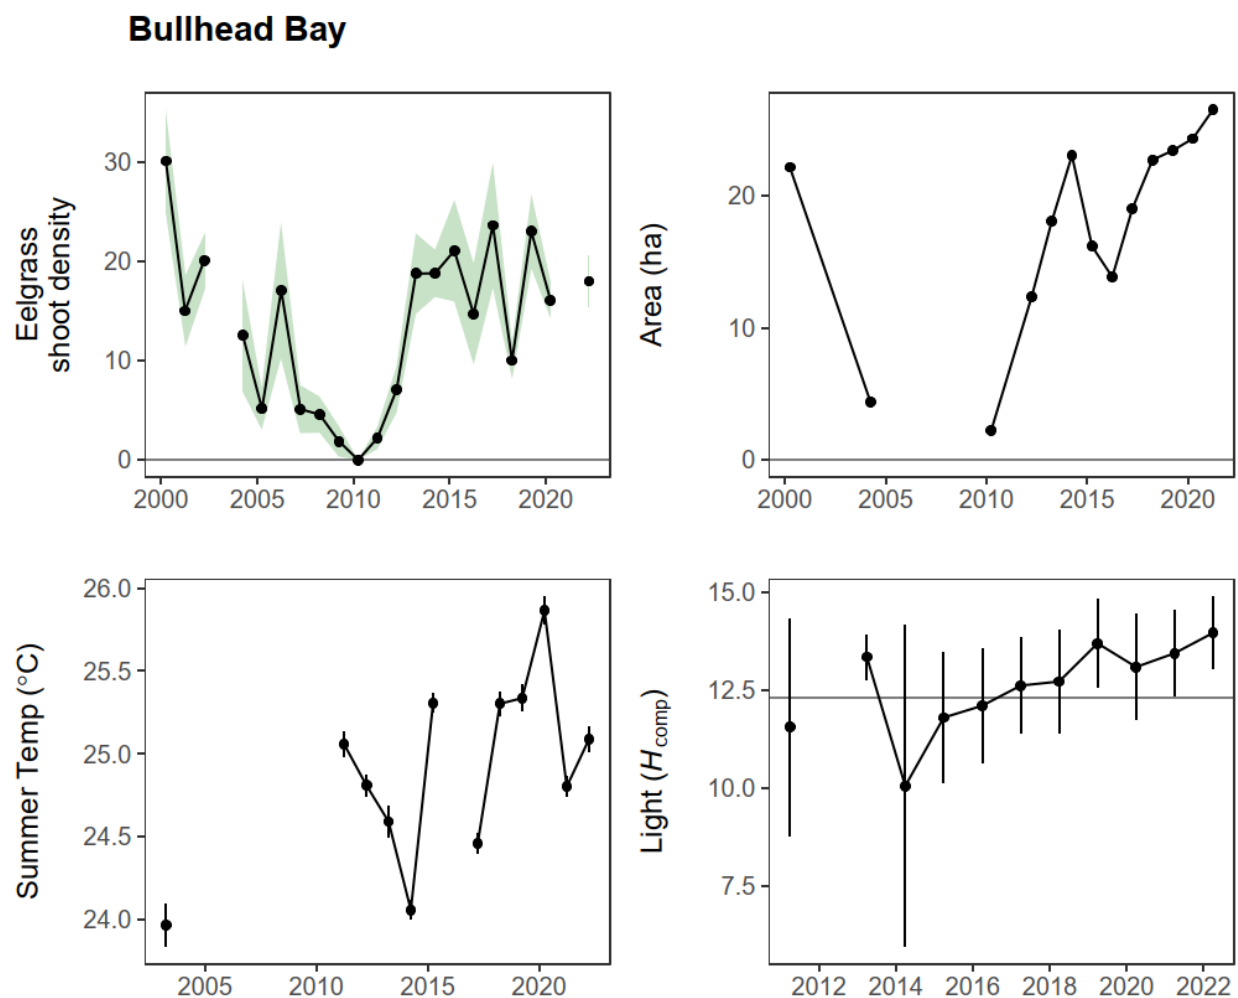 Bullhead Bay
Eelgrass
shoot density
30
20
10
0
2000 2005 2010 2015 2020
Area (ha)
20
10
0
2000 2005 2010 2015 2020
Summer Temp (°C)
26.0
25.5
25.0
24.5
24.0
2005 2010 2015 2020
Light (Hcomp)
15.0
12.5
10.0
7.5
2012 2014 2016 2018 2020 2022